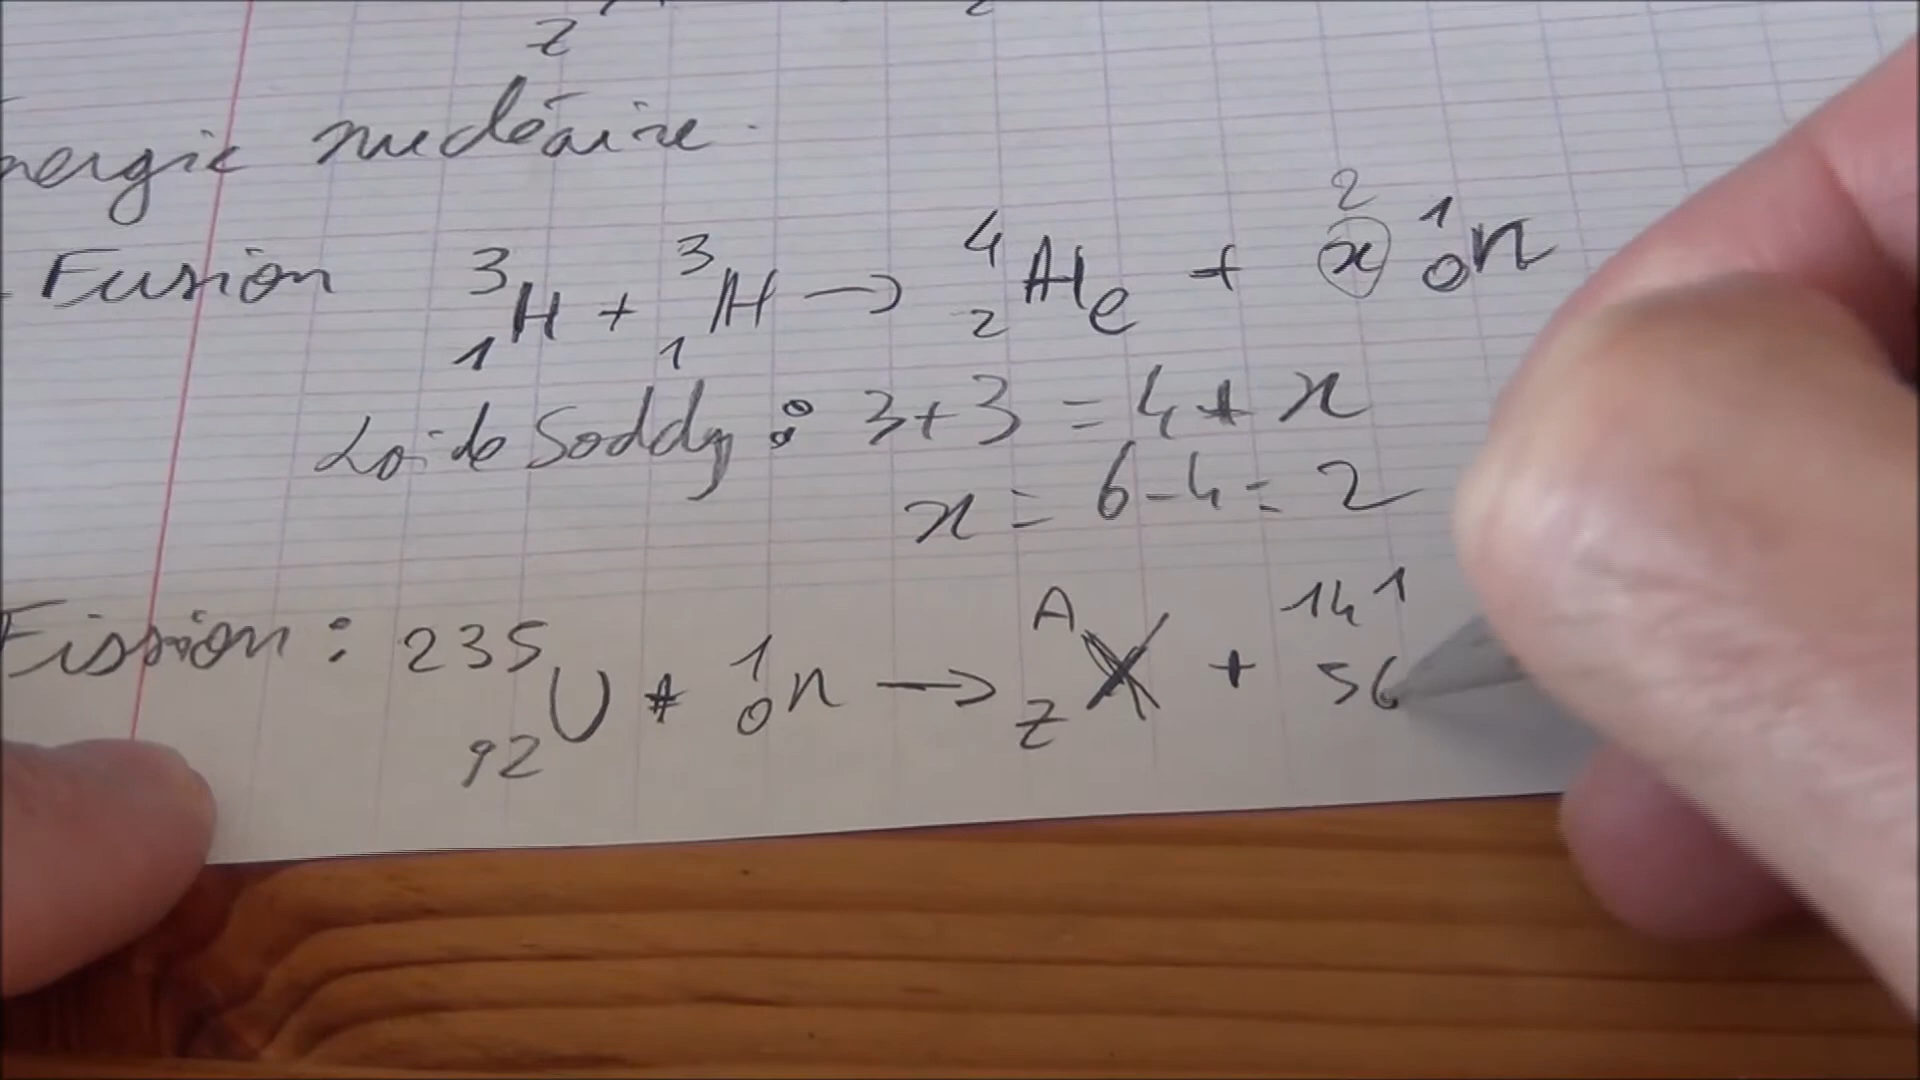 Z
nergie nucléaire.
Fusion ³₁H + ³₁H → ⁴₂He + x ¹₀n
2
Loi de Soddy : 3+3 = 4+x
x = 6-4 = 2
Fission : ²³⁵₉₂U + ¹₀n → ᴬ_Z X + ¹⁴¹₅₆